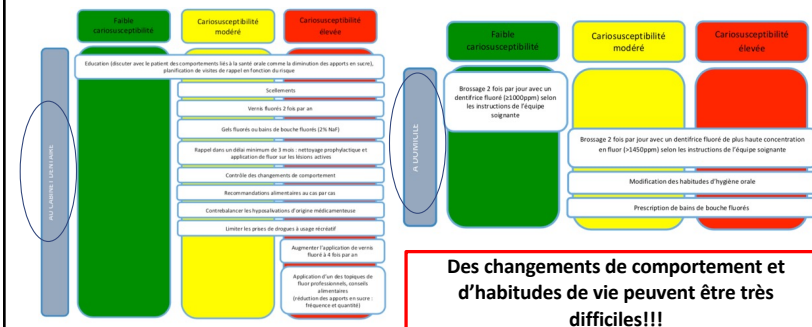 Faible
cariosusceptibilité
Cariosusceptibilité
modéré
Cariosusceptibilité
élevée
Education (discuter avec le patient des comportements liés à la santé orale comme la diminution des apports en sucre),
planification de visites de rappel en fonction du risque
Scellements
Vernis fluorés 2 fois par an
Gels fluorés ou bains de bouche fluorés (2% NaF)
Rappel dans un délai minimum de 3 mois : nettoyage prophylactique et
application de fluor sur les lésions actives
Contrôle des changements de comportement
Recommandations alimentaires au cas par cas
Contrebalancer les hyposalivations d'origine médicamenteuse
Limiter les prises de drogues à usage récréatif
Augmenter l'application de vernis
fluoré à 4 fois par an
Application d'un des topiques de
fluor professionnels, conseils
alimentaires
(réduction des apports en sucre :
fréquence et quantité)
AU CABINET DENTAIRE
Faible
cariosusceptibilité
Cariosusceptibilité
modéré
Cariosusceptibilité
élevée
Brossage 2 fois par jour avec un
dentifrice fluoré (≥1000ppm) selon
les instructions de l'équipe
soignante
Brossage 2 fois par jour avec un dentifrice fluoré de plus haute concentration
en fluor (>1450ppm) selon les instructions de l'équipe soignante
Modification des habitudes d'hygiène orale
Prescription de bains de bouche fluorés
A DOMICILE
Des changements de comportement et
d'habitudes de vie peuvent être très
difficiles!!!